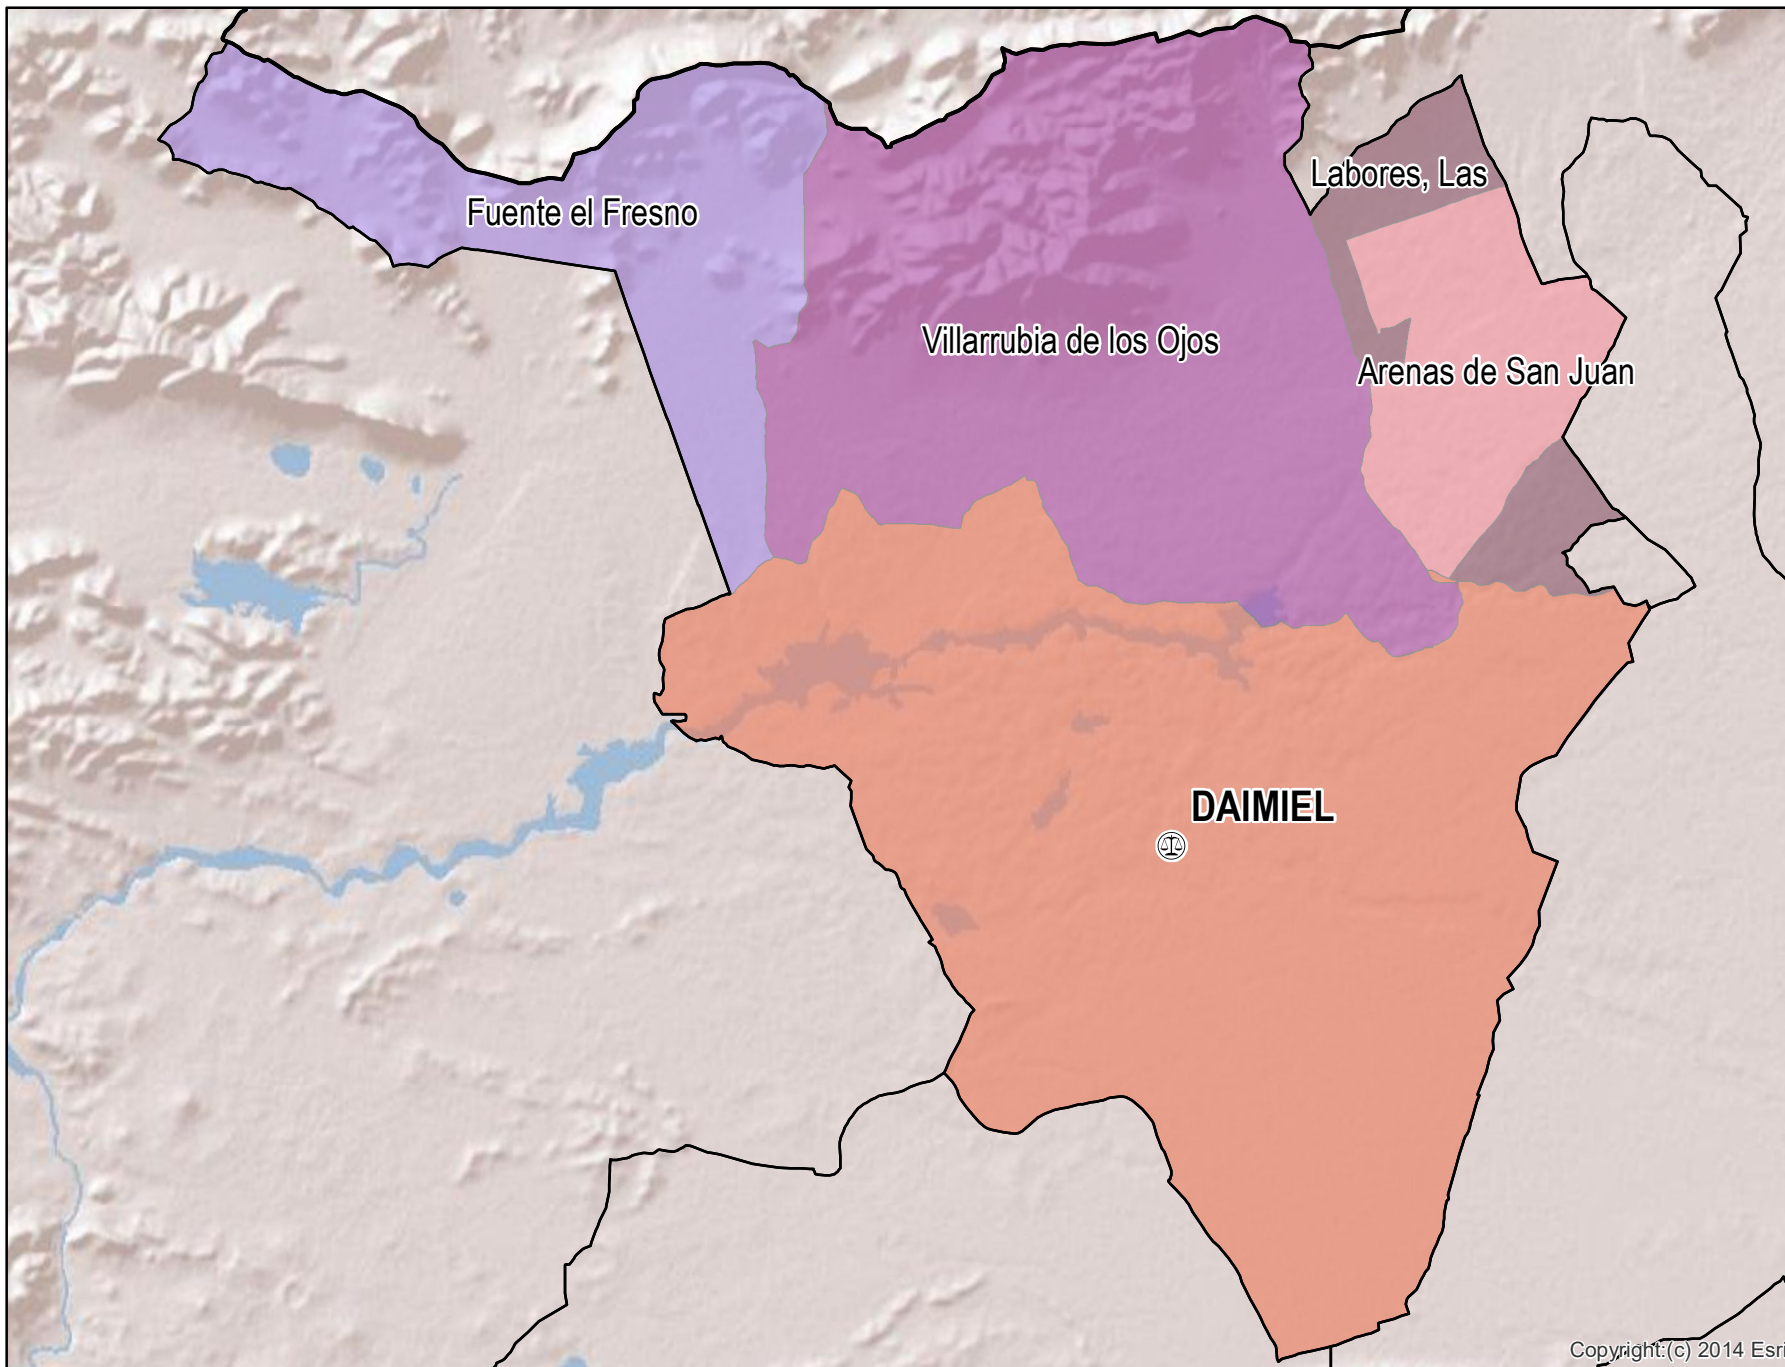 Labores, Las
Fuente el Fresno
Villarrubia de los Ojos
Arenas de San Juan
DAIMIEL
Copyright:(c) 2014 Esri